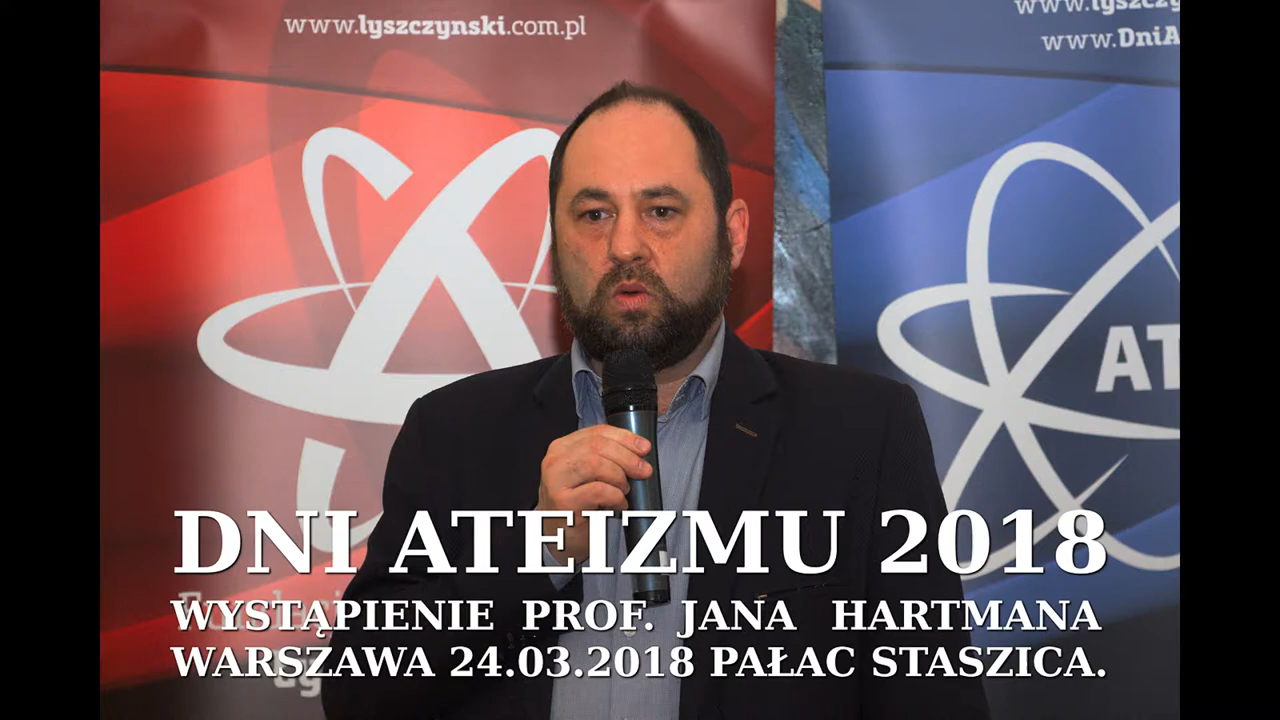 www.lyszczynski.com.pl
www.lyszczy
www.DniA
AT
DNI ATEIZMU 2018
WYSTĄPIENIE PROF. JANA HARTMANA
WARSZAWA 24.03.2018 PAŁAC STASZICA.